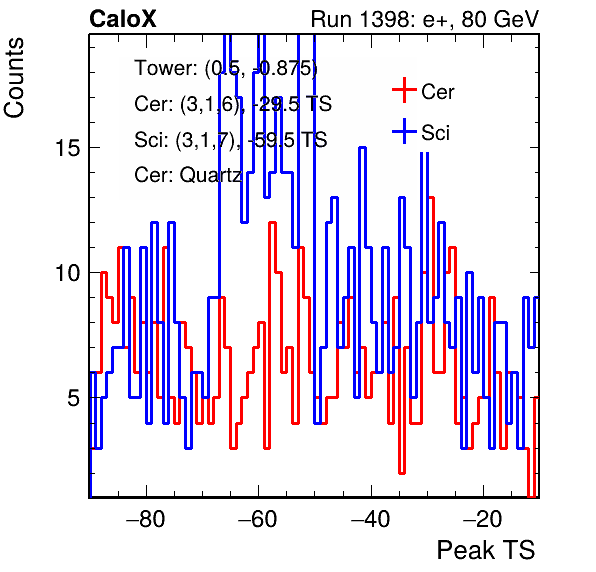 CaloX Run 1398: e+, 80 GeV
Counts
Tower: (0.5, -0.875)
Cer: (3,1,6), -29.5 TS
Sci: (3,1,7), -59.5 TS
Cer: Quartz
Cer
Sci
15
10
5
−80 −60 −40 −20
Peak TS